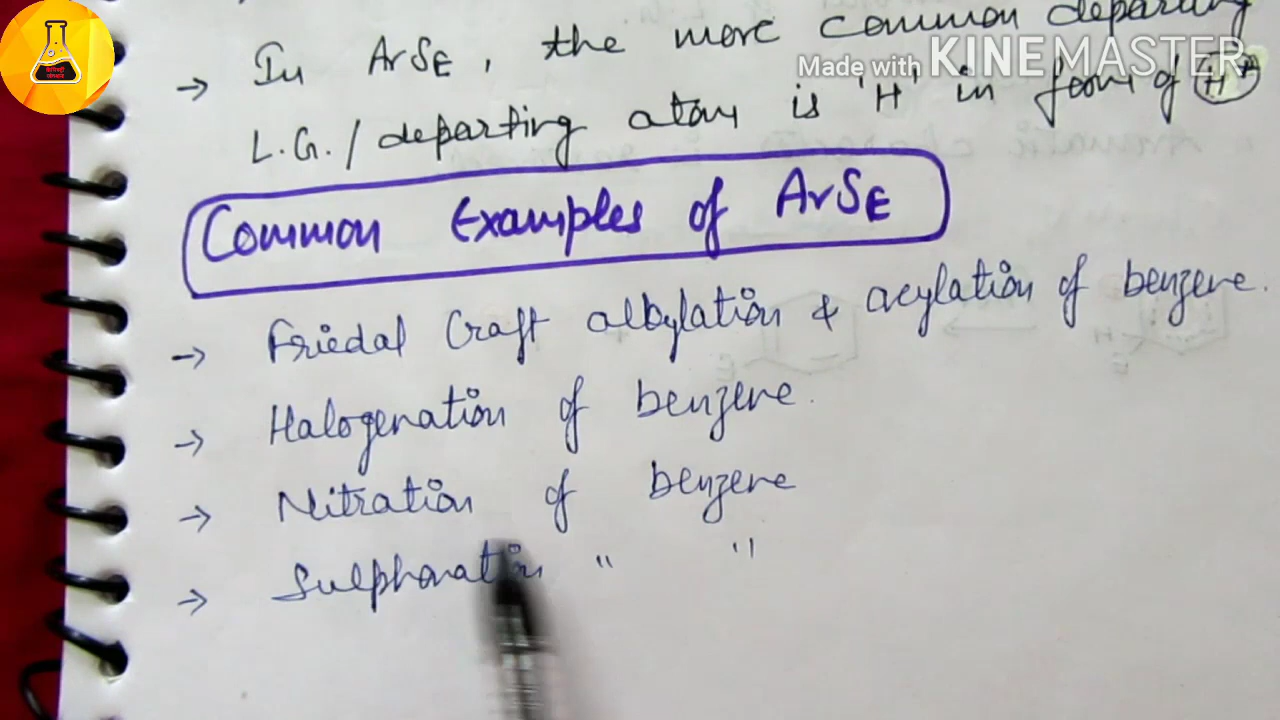 → In ArSE, the more common departing
Made with KINEMASTER
L.G./departing atom is 'H' in form of H⁺
Common Examples of ArSE
→ Friedal Craft alkylation & acylation of benzene.
→ Halogenation of benzene.
→ Nitration of benzene
→ Sulphonation " "